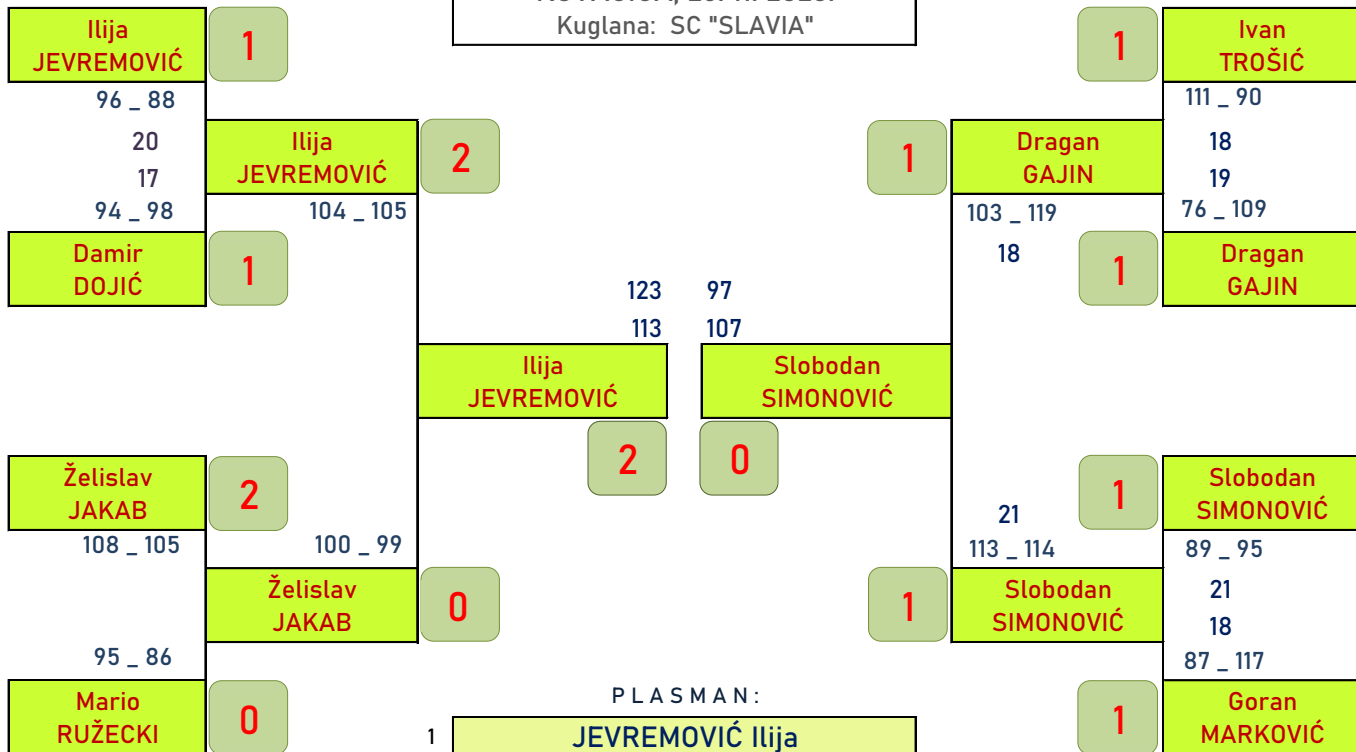 Kuglana: SC "SLAVIA"
Ilija
JEVREMOVIĆ
1
96 _ 88
20
17
94 _ 98
Damir
DOJIĆ
1
Ilija
JEVREMOVIĆ
2
104 _ 105
Želislav
JAKAB
2
108 _ 105
95 _ 86
Mario
RUŽECKI
0
100 _ 99
Želislav
JAKAB
0
123 97
113 107
Ilija
JEVREMOVIĆ
2
Slobodan
SIMONOVIĆ
0
1
Dragan
GAJIN
103 _ 119
18
21
113 _ 114
1
Slobodan
SIMONOVIĆ
1
Ivan
TROŠIĆ
111 _ 90
18
19
76 _ 109
1
Dragan
GAJIN
1
Slobodan
SIMONOVIĆ
89 _ 95
21
18
87 _ 117
1
Goran
MARKOVIĆ
PLASMAN:
1 JEVREMOVIĆ Ilija